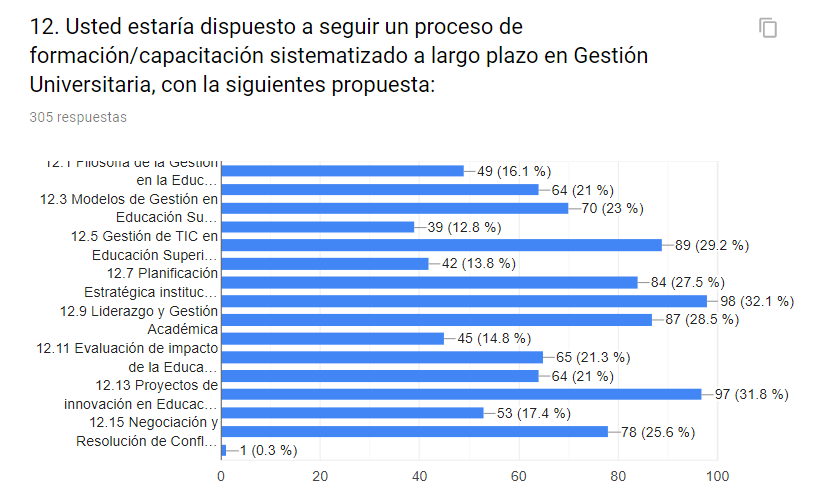 12. Usted estaría dispuesto a seguir un proceso de
formación/capacitación sistematizado a largo plazo en Gestión
Universitaria, con la siguientes propuesta:
305 respuestas
12.1 Filosofía de la Gestión
en la Educ…
12.3 Modelos de Gestión en
Educación Su…
12.5 Gestión de TIC en
Educación Superi…
12.7 Planificación
Estratégica instituc…
12.9 Liderazgo y Gestión
Académica
12.11 Evaluación de impacto
de la Educa…
12.13 Proyectos de
innovación en Educac…
12.15 Negociación y
Resolución de Confl…
49 (16.1 %)
64 (21 %)
70 (23 %)
39 (12.8 %)
89 (29.2 %)
42 (13.8 %)
84 (27.5 %)
98 (32.1 %)
87 (28.5 %)
45 (14.8 %)
65 (21.3 %)
64 (21 %)
97 (31.8 %)
53 (17.4 %)
78 (25.6 %)
1 (0.3 %)
0 20 40 60 80 100